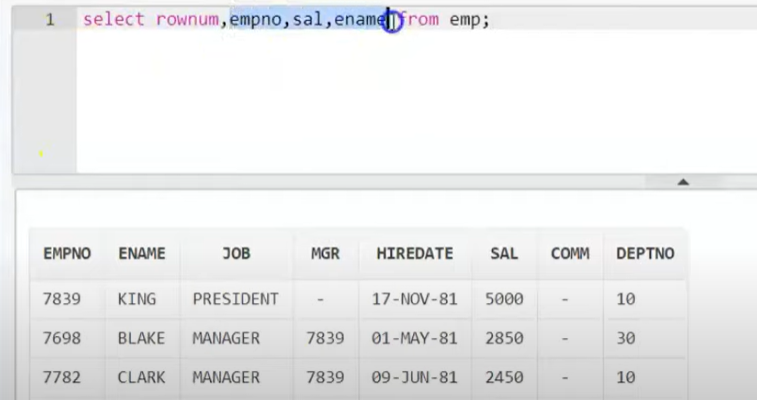 1 select rownum,empno,sal,ename from emp;
EMPNO ENAME JOB MGR HIREDATE SAL COMM DEPTNO
7839 KING PRESIDENT - 17-NOV-81 5000 - 10
7698 BLAKE MANAGER 7839 01-MAY-81 2850 - 30
7782 CLARK MANAGER 7839 09-JUN-81 2450 - 10